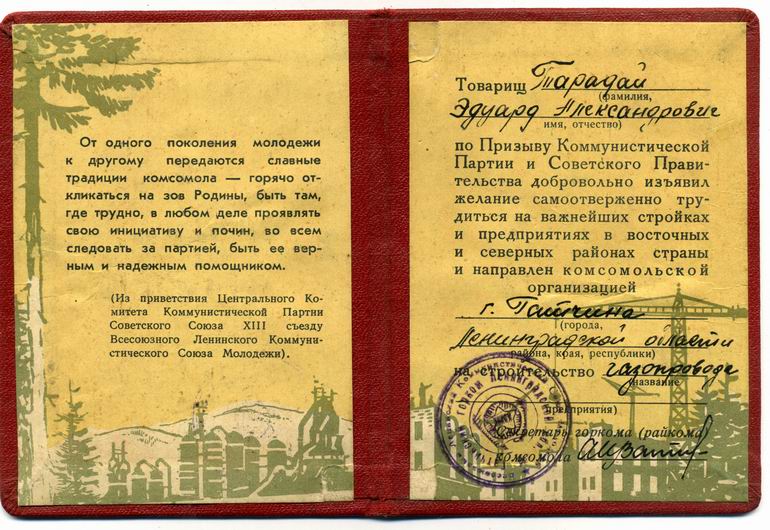 От одного поколения молодежи
к другому передаются славные
традиции комсомола — горячо от-
кликаться на зов Родины, быть там,
где трудно, в любом деле проявлять
свою инициативу и почин, во всем
следовать за партией, быть ее вер-
ным и надежным помощником.
(Из приветствия Центрального Ко-
митета Коммунистической Партии
Советского Союза XIII съезду
Всесоюзного Ленинского Коммуни-
стического Союза Молодежи).
Товарищ Тарадай
(фамилия,
Эдуард Александрович
имя, отчество)
по Призыву Коммунистической
Партии и Советского Прави-
тельства добровольно изъявил
желание самоотверженно тру-
диться на важнейших стройках
и предприятиях в восточных
и северных районах страны
и направлен комсомольской
организацией
г. Гатчина
(города,
Ленинградской области
района, края, республики)
на строительство газопровода
(название
предприятия)
Секретарь горкома (райкома)
комсомола